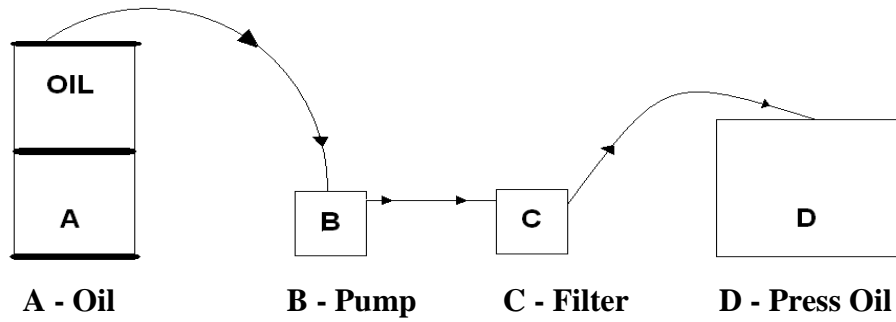 OIL
A
B
C
D
A - Oil
B - Pump
C - Filter
D - Press Oil